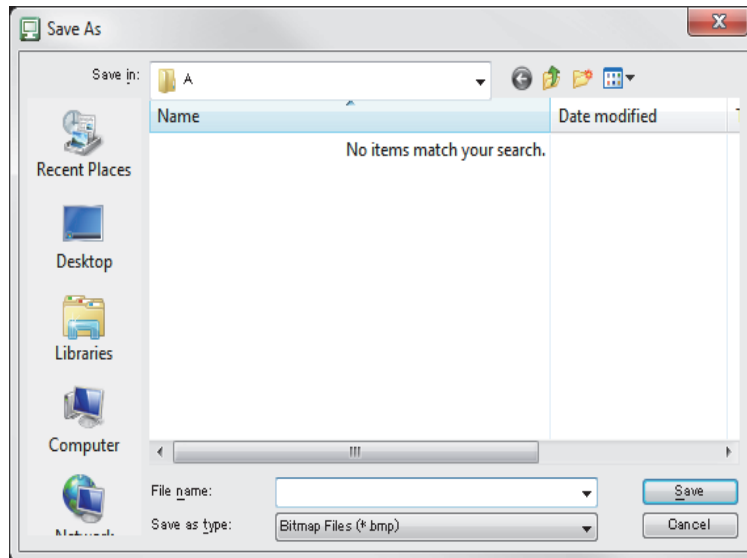 Save As
Save in: A
Name Date modified
No items match your search.
Recent Places
Desktop
Libraries
Computer
File name:
Save
Save as type: Bitmap Files (*.bmp)
Cancel